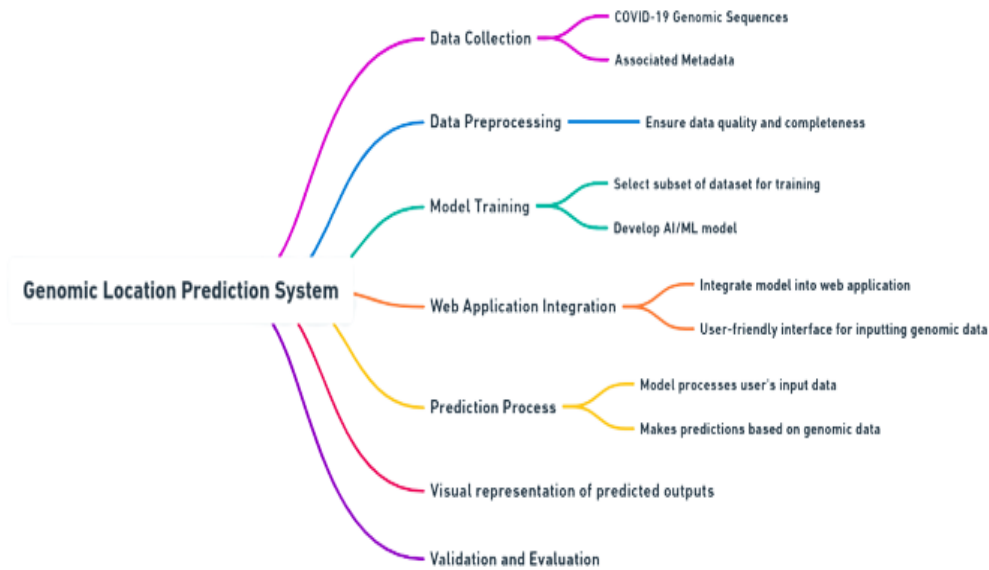 Genomic Location Prediction System
Data Collection
COVID-19 Genomic Sequences
Associated Metadata
Data Preprocessing
Ensure data quality and completeness
Model Training
Select subset of dataset for training
Develop AI/ML model
Web Application Integration
Integrate model into web application
User-friendly interface for inputting genomic data
Prediction Process
Model processes user's input data
Makes predictions based on genomic data
Visual representation of predicted outputs
Validation and Evaluation